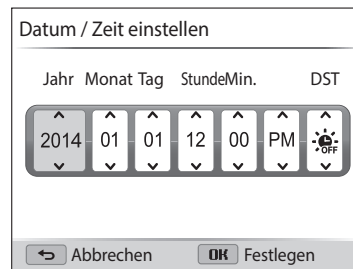 Datum / Zeit einstellen
Jahr Monat Tag StundeMin. DST
2014 01 01 12 00 PM OFF
Abbrechen OK Festlegen